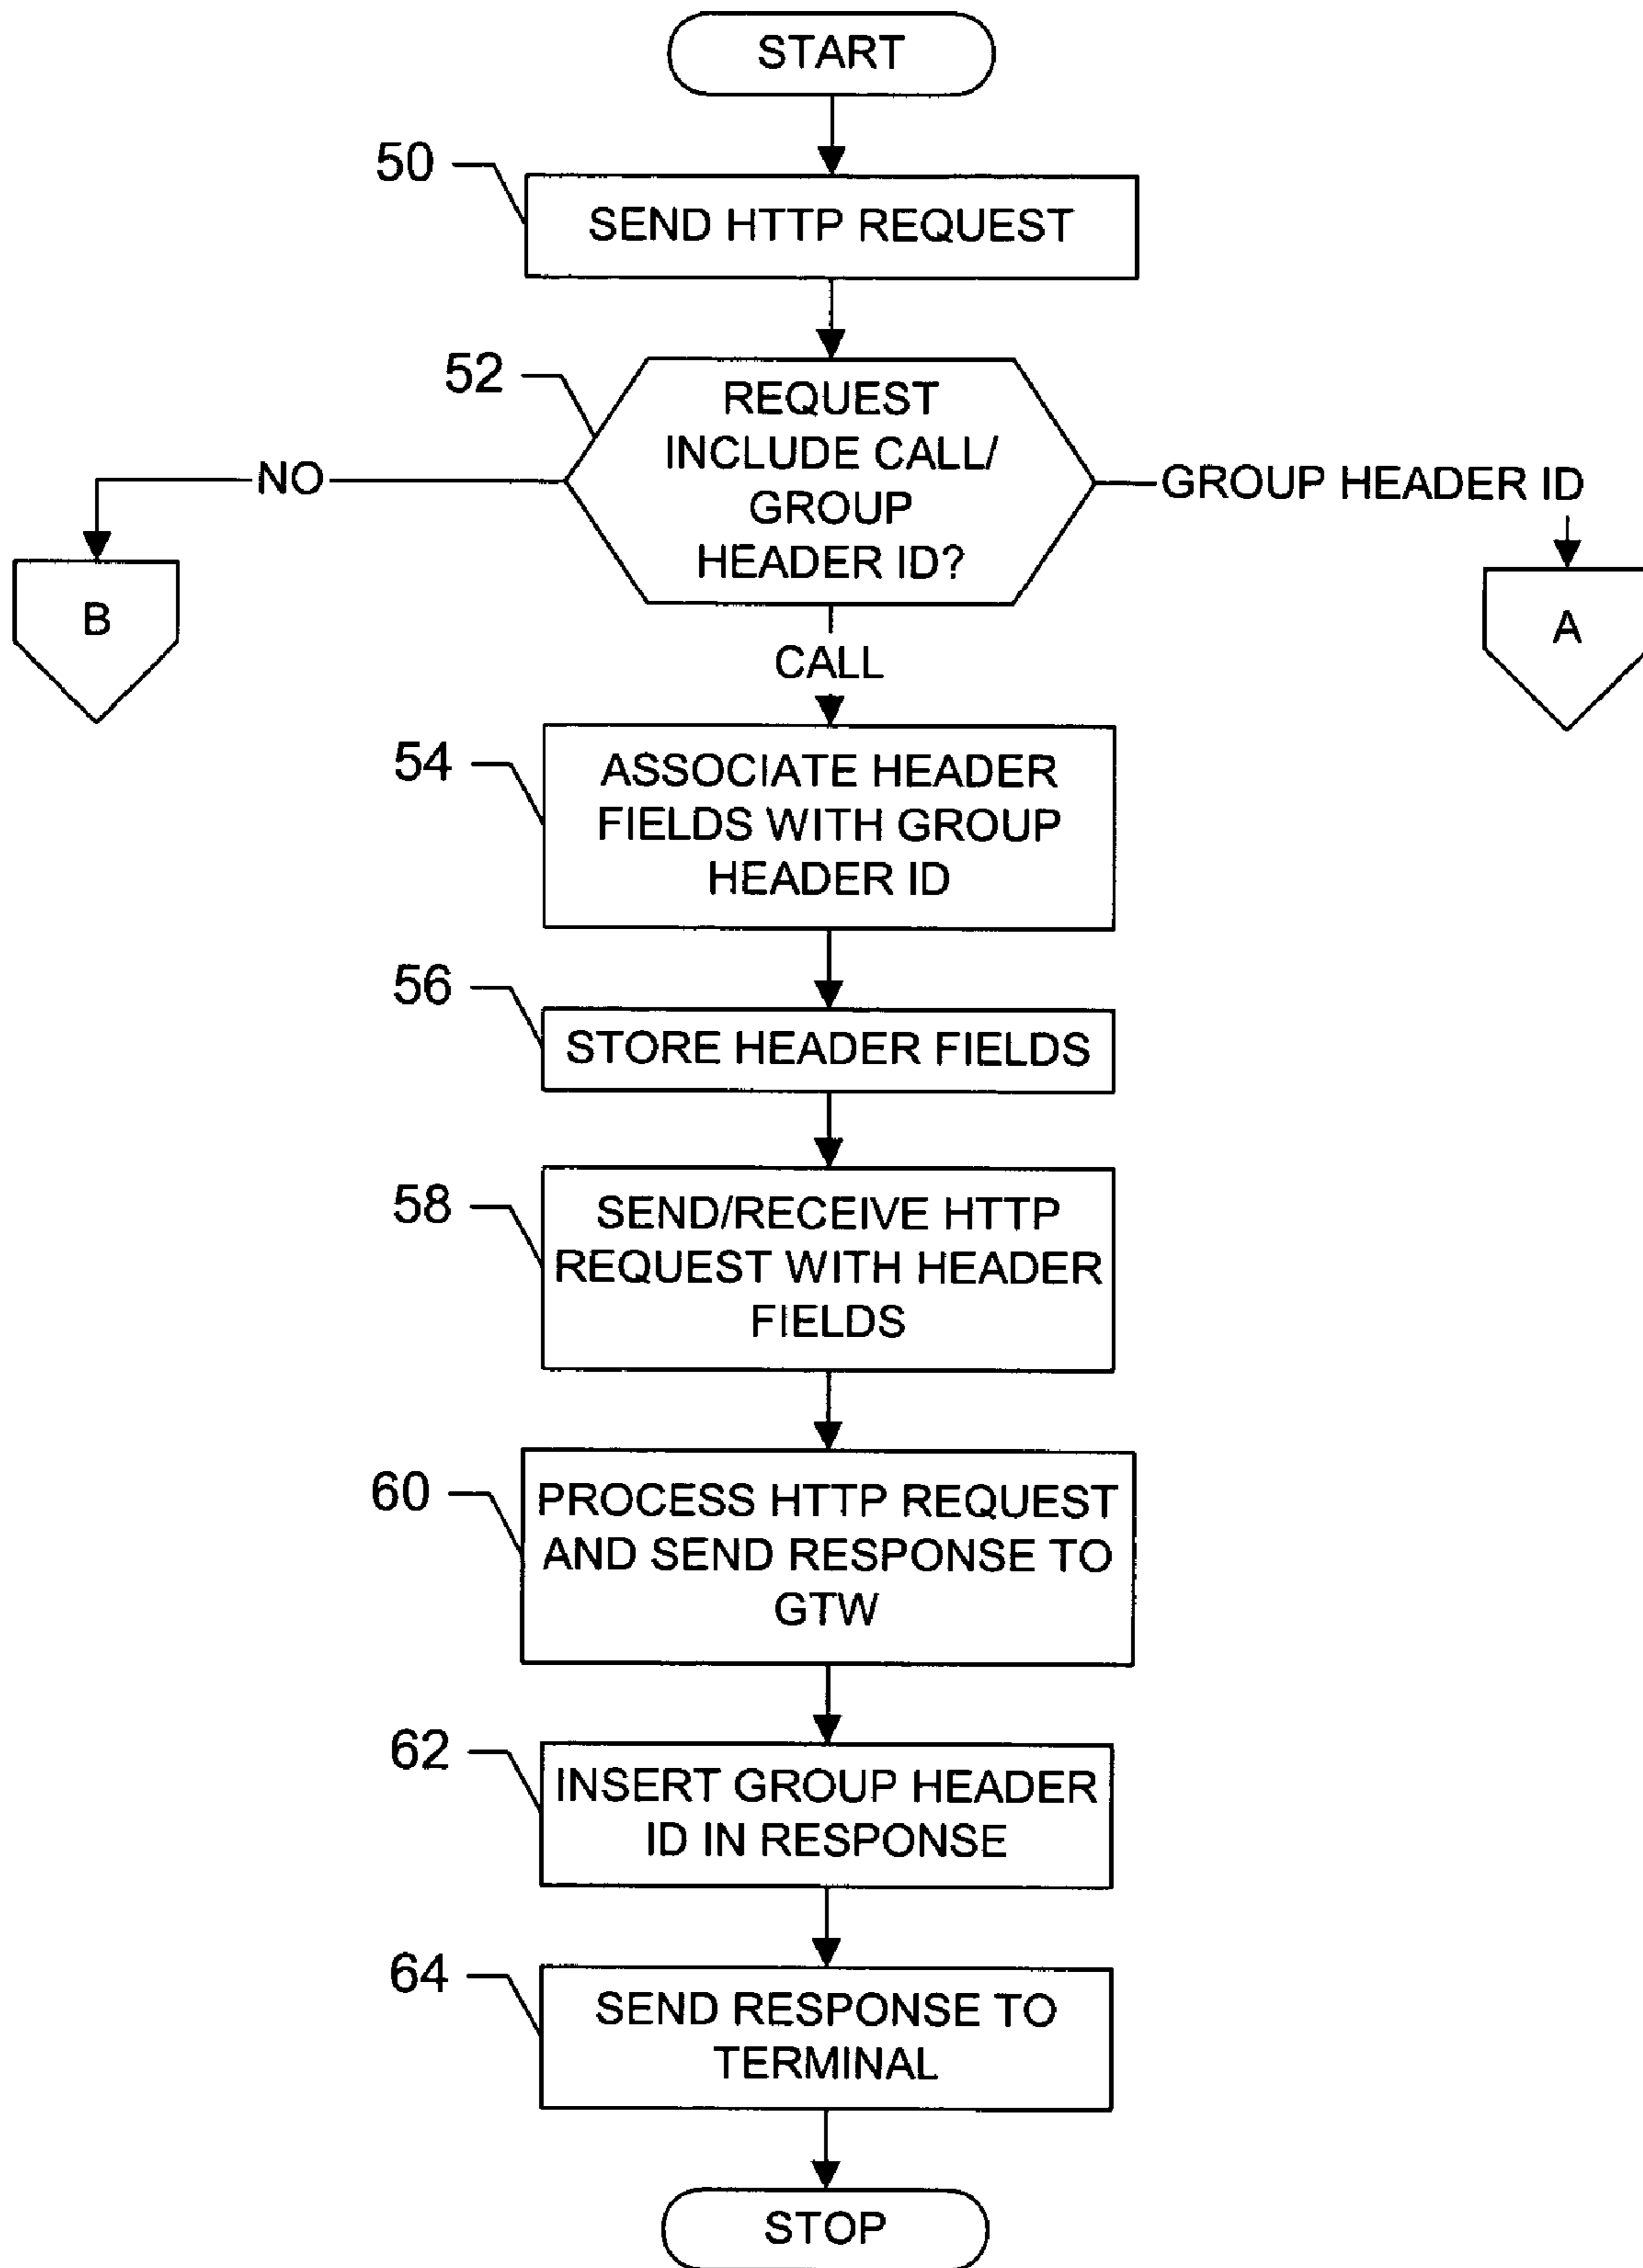 START
50
SEND HTTP REQUEST
52
REQUEST
INCLUDE CALL/
GROUP
HEADER ID?
NO
GROUP HEADER ID
B
A
CALL
54
ASSOCIATE HEADER
FIELDS WITH GROUP
HEADER ID
56
STORE HEADER FIELDS
58
SEND/RECEIVE HTTP
REQUEST WITH HEADER
FIELDS
60
PROCESS HTTP REQUEST
AND SEND RESPONSE TO
GTW
62
INSERT GROUP HEADER
ID IN RESPONSE
64
SEND RESPONSE TO
TERMINAL
STOP